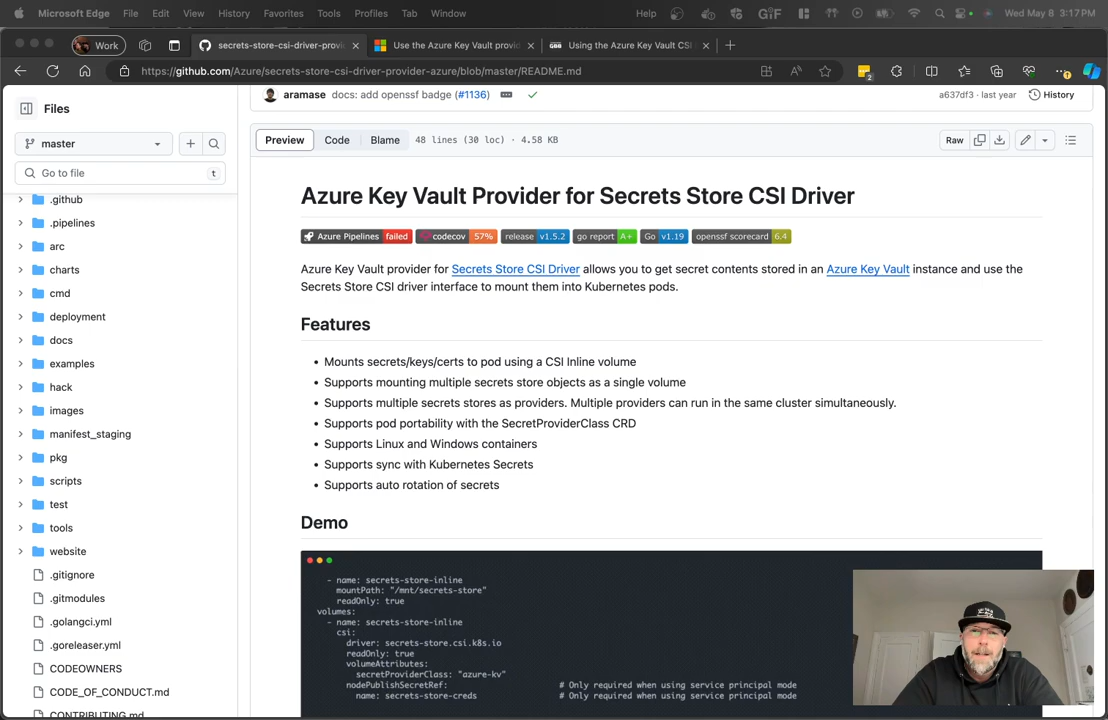 Microsoft Edge File Edit View History Favorites Tools Profiles Tab Window Help GIF Wed May 8 3:17 PM
Work secrets-store-csi-driver-provi Use the Azure Key Vault provid Using the Azure Key Vault CSI
https://github.com/Azure/secrets-store-csi-driver-provider-azure/blob/master/README.md 2
Files
master
Go to file t
.github
.pipelines
arc
charts
cmd
deployment
docs
examples
hack
images
manifest_staging
pkg
scripts
test
tools
website
.gitignore
.gitmodules
.golangci.yml
.goreleaser.yml
CODEOWNERS
CODE_OF_CONDUCT.md
CONTRIBUTING.md
aramase docs: add openssf badge (#1136) a637df3 · last year History
Preview Code Blame 48 lines (30 loc) · 4.58 KB Raw
Azure Key Vault Provider for Secrets Store CSI Driver
Azure Pipelines failed codecov 57% release v1.5.2 go report A+ Go v1.19 openssf scorecard 6.4
Azure Key Vault provider for Secrets Store CSI Driver allows you to get secret contents stored in an Azure Key Vault instance and use the
Secrets Store CSI driver interface to mount them into Kubernetes pods.
Features
• Mounts secrets/keys/certs to pod using a CSI Inline volume
• Supports mounting multiple secrets store objects as a single volume
• Supports multiple secrets stores as providers. Multiple providers can run in the same cluster simultaneously.
• Supports pod portability with the SecretProviderClass CRD
• Supports Linux and Windows containers
• Supports sync with Kubernetes Secrets
• Supports auto rotation of secrets
Demo
- name: secrets-store-inline
mountPath: "/mnt/secrets-store"
readOnly: true
volumes:
- name: secrets-store-inline
csi:
driver: secrets-store.csi.k8s.io
readOnly: true
volumeAttributes:
secretProviderClass: "azure-kv"
nodePublishSecretRef: # Only required when using service principal mode
name: secrets-store-creds # Only required when using service principal mode